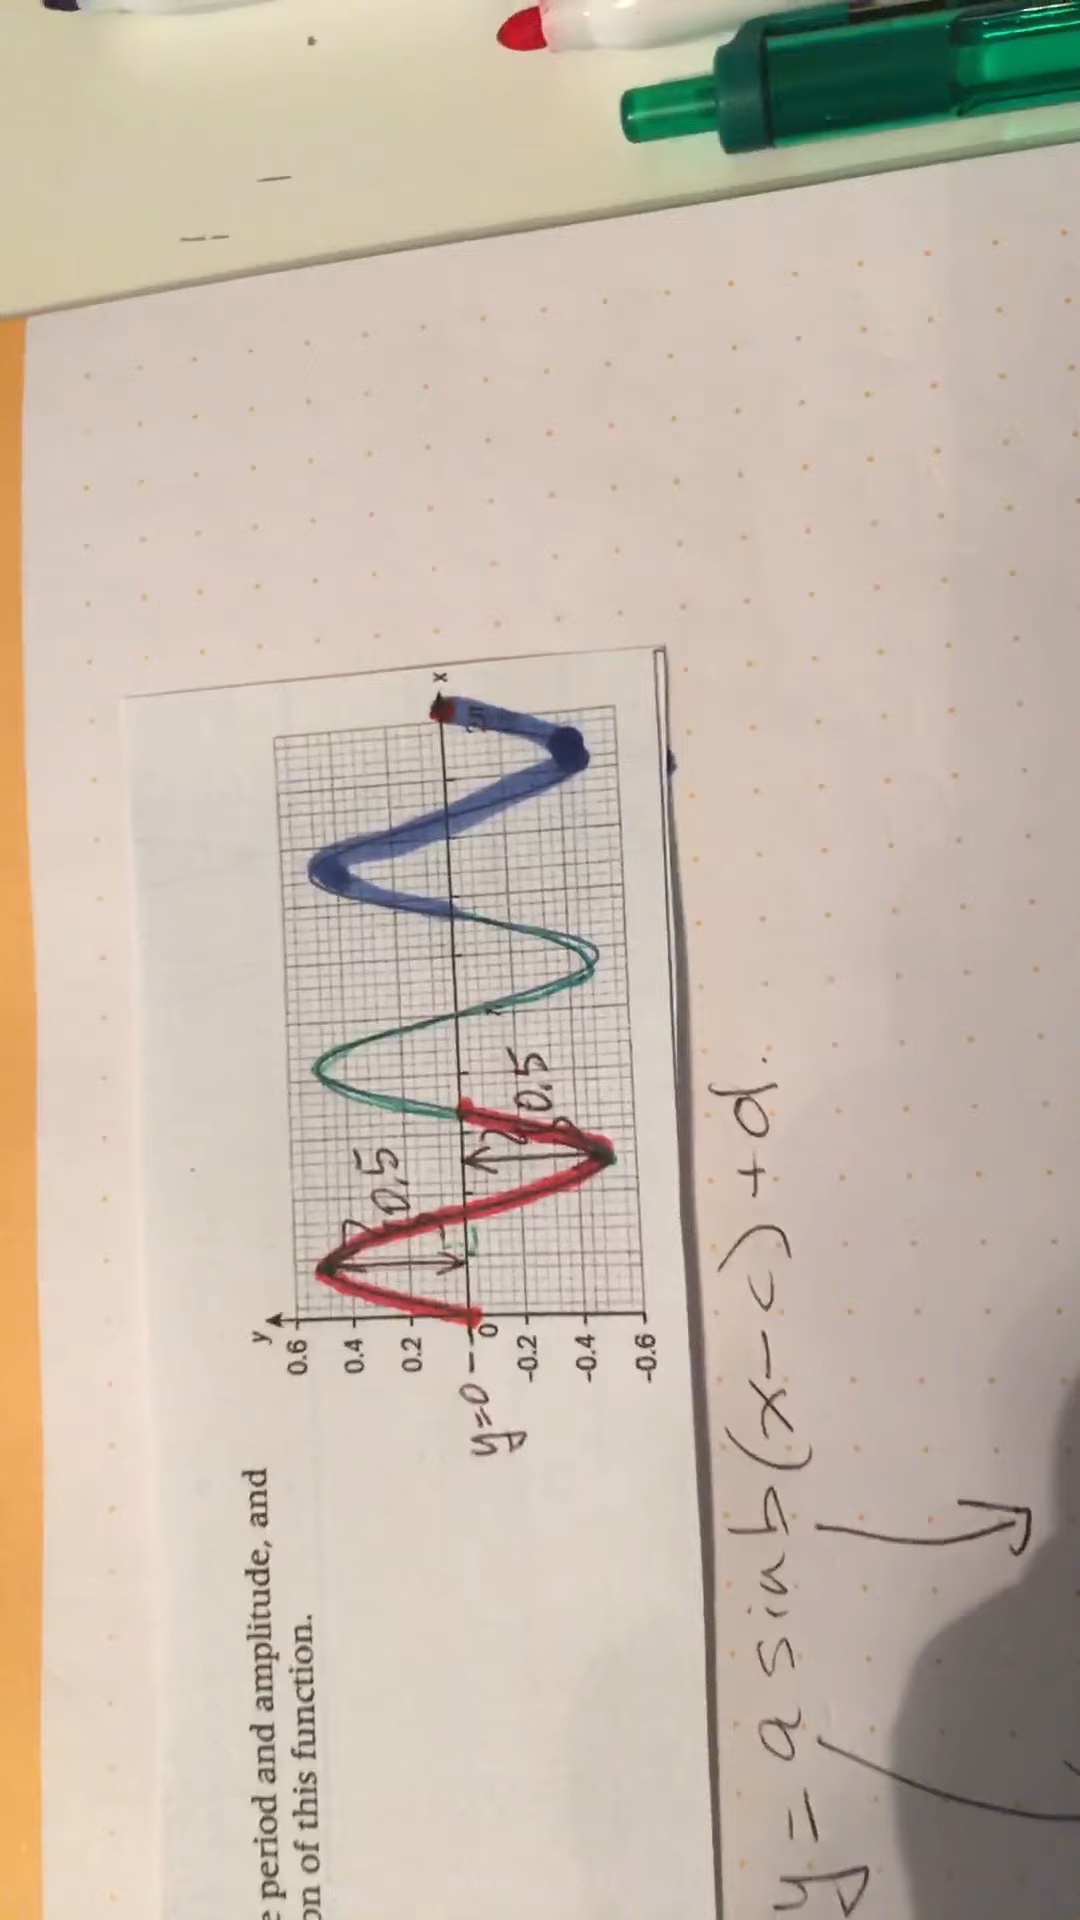 e period and amplitude, and
on of this function.
y
0.6
0.4
0.2
y=0
0
-0.2
-0.4
-0.6
0.5
0.5
π
2π
x
y = a sin b(x-c) + d.